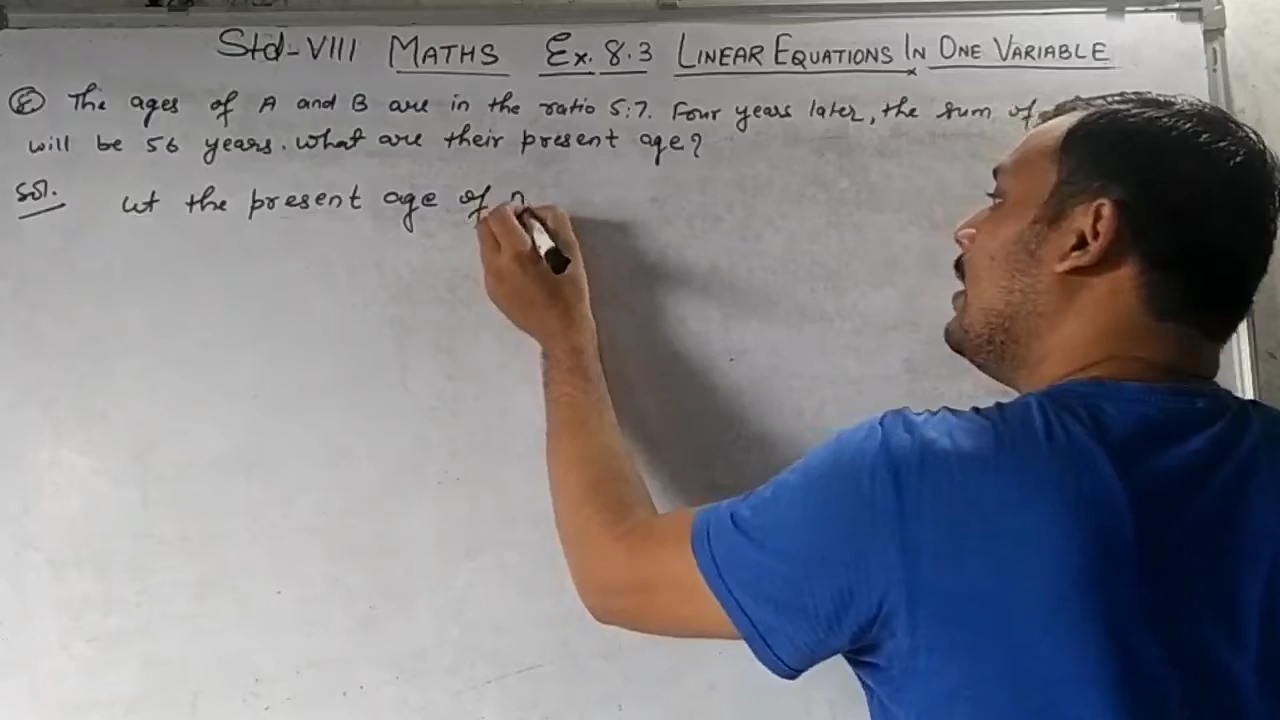 Std-VIII MATHS Ex. 8.3 LINEAR EQUATIONS IN ONE VARIABLE
⑧ The ages of A and B are in the ratio 5:7. Four years later, the sum of
will be 56 years. What are their present age?
Sol. Let the present age of